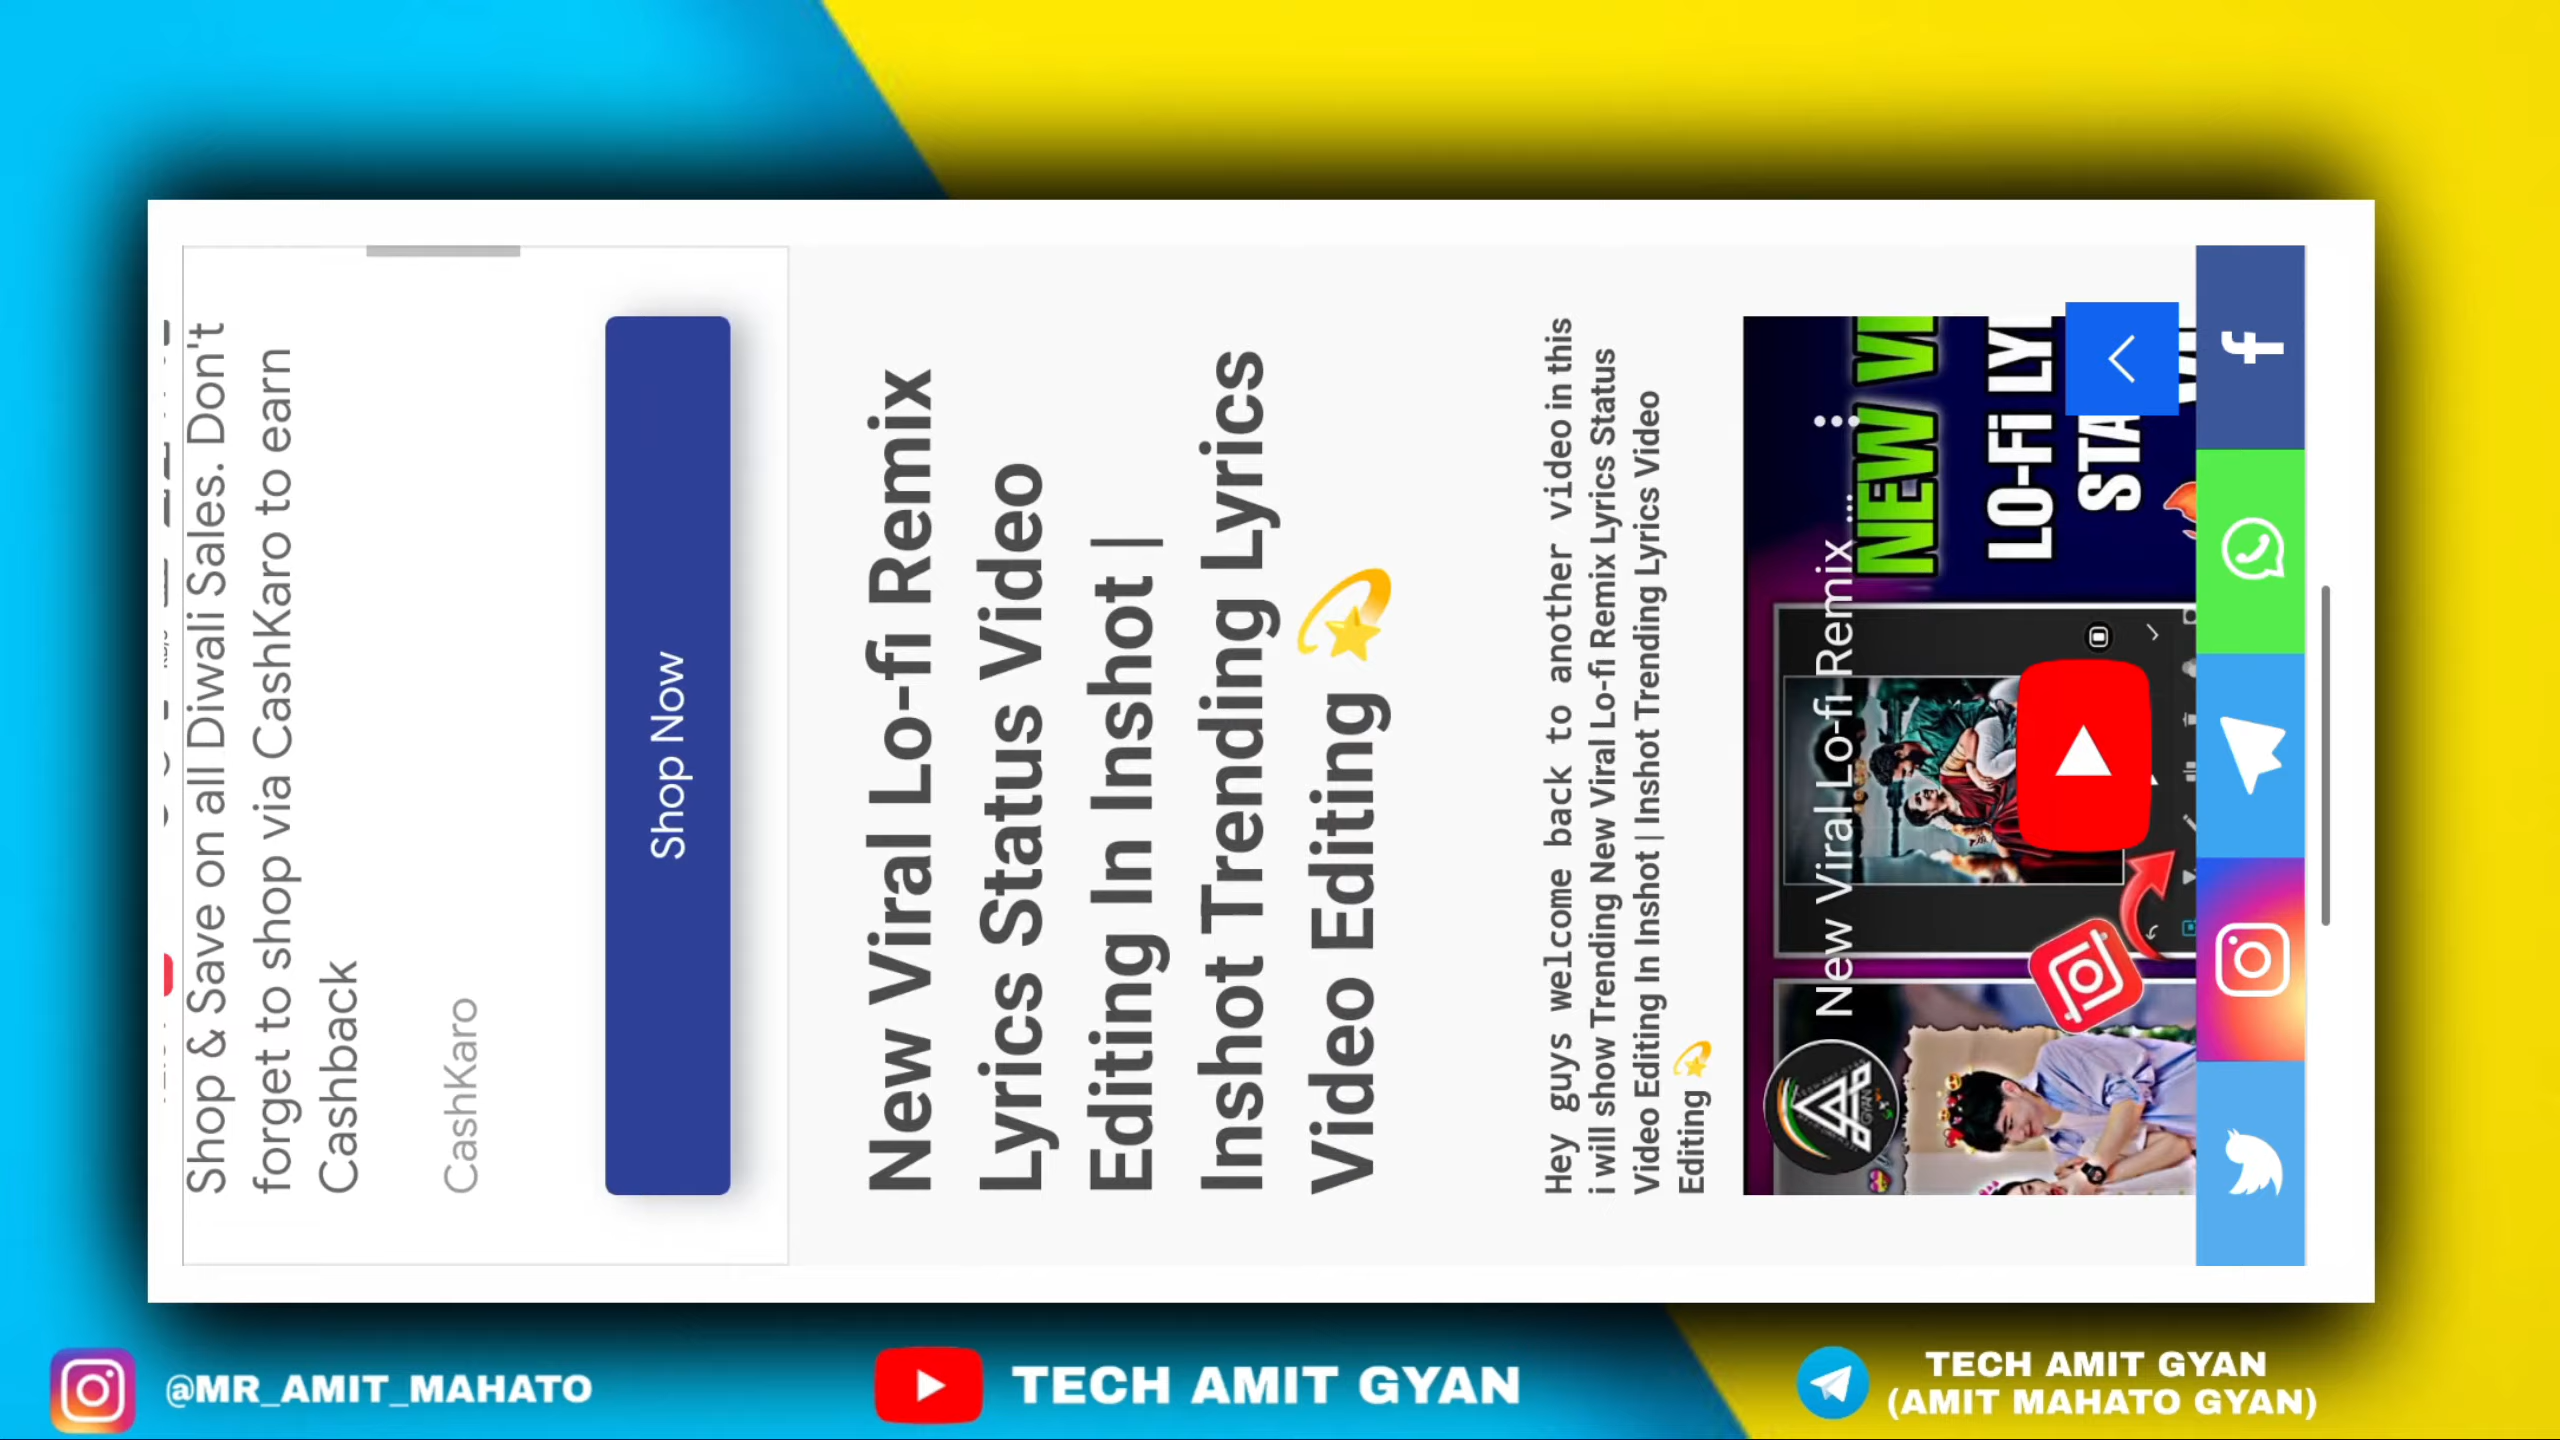 Shop & Save on all Diwali Sales. Don't
forget to shop via CashKaro to earn
Cashback
CashKaro
Shop Now
New Viral Lo-fi Remix
Lyrics Status Video
Editing In Inshot |
Inshot Trending Lyrics
Video Editing 💫
Hey guys welcome back to another video in this
i will show Trending New Viral Lo-fi Remix Lyrics Status
Video Editing In Inshot | Inshot Trending Lyrics Video
Editing 💫
New Viral Lo-fi Remix ...
NEW
LO-Fi
@MR_AMIT_MAHATO
TECH AMIT GYAN
TECH AMIT GYAN
(AMIT MAHATO GYAN)